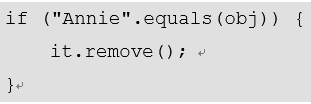 if ("Annie".equals(obj)) {
    it.remove();
}